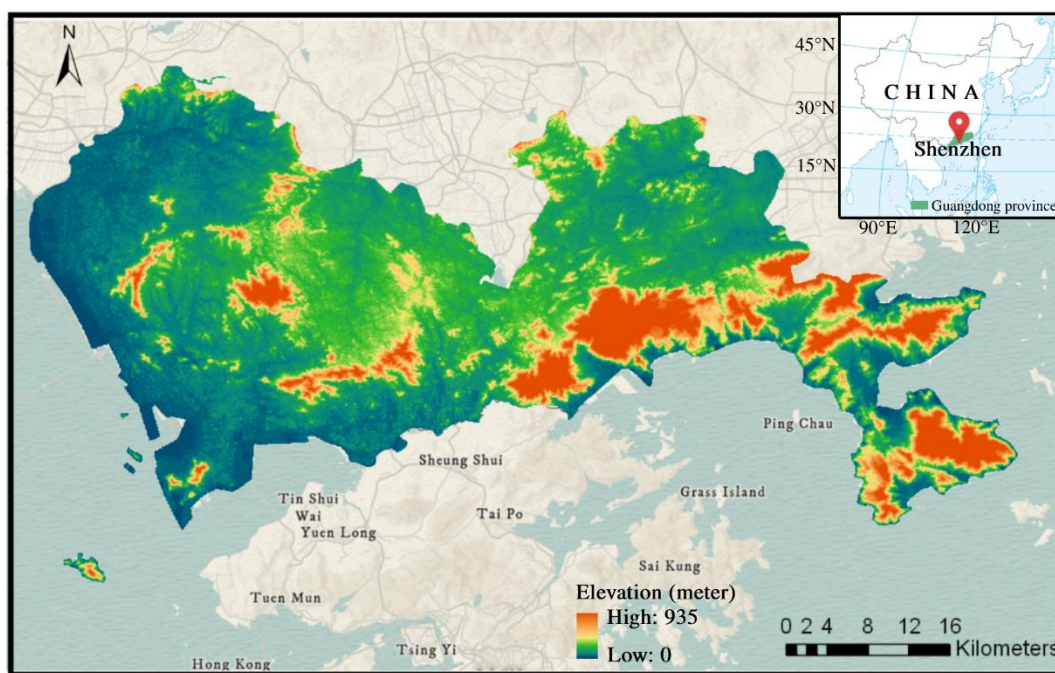 N
45°N
30°N
15°N
90°E
120°E
CHINA
Shenzhen
Guangdong province
Ping Chau
Sheung Shui
Grass Island
Tin Shui
Wai
Yuen Long
Tai Po
Sai Kung
Tuen Mun
Tsing Yi
Hong Kong
Elevation (meter)
High: 935
Low: 0
0 2 4 8 12 16
Kilometers